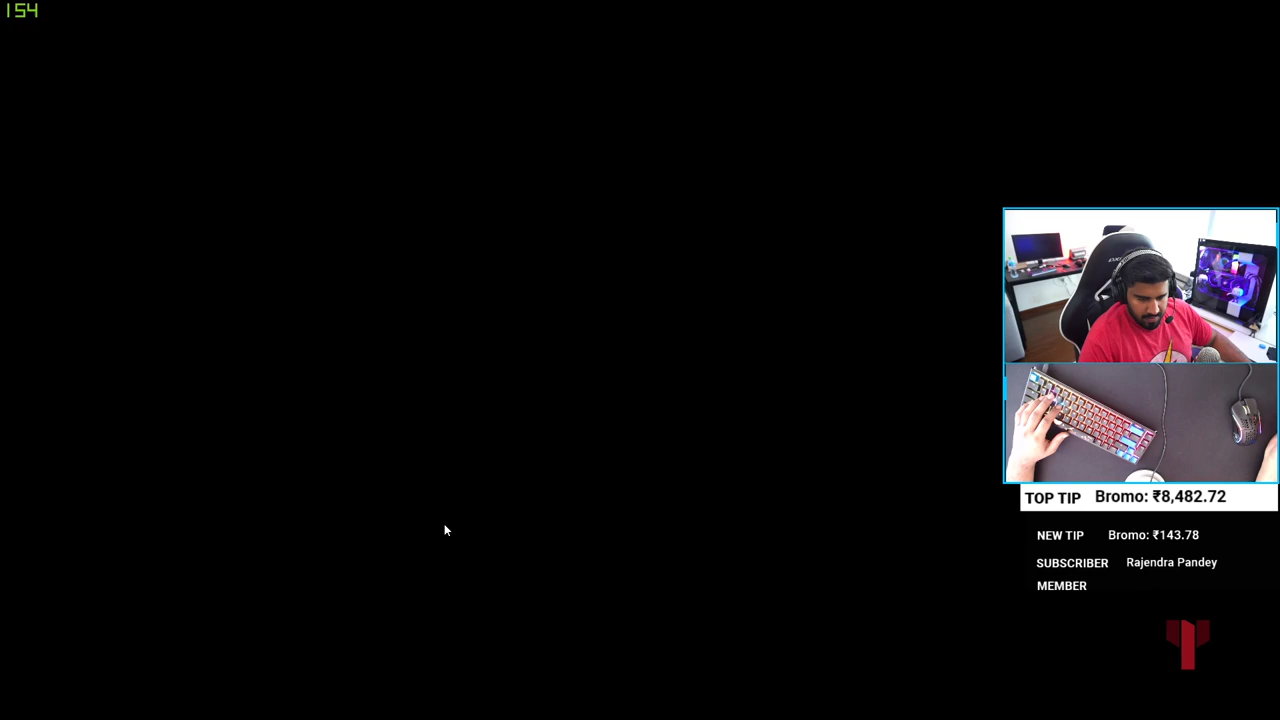 154
TOP TIP Bromo: ₹8,482.72
NEW TIP Bromo: ₹143.78
SUBSCRIBER Rajendra Pandey
MEMBER